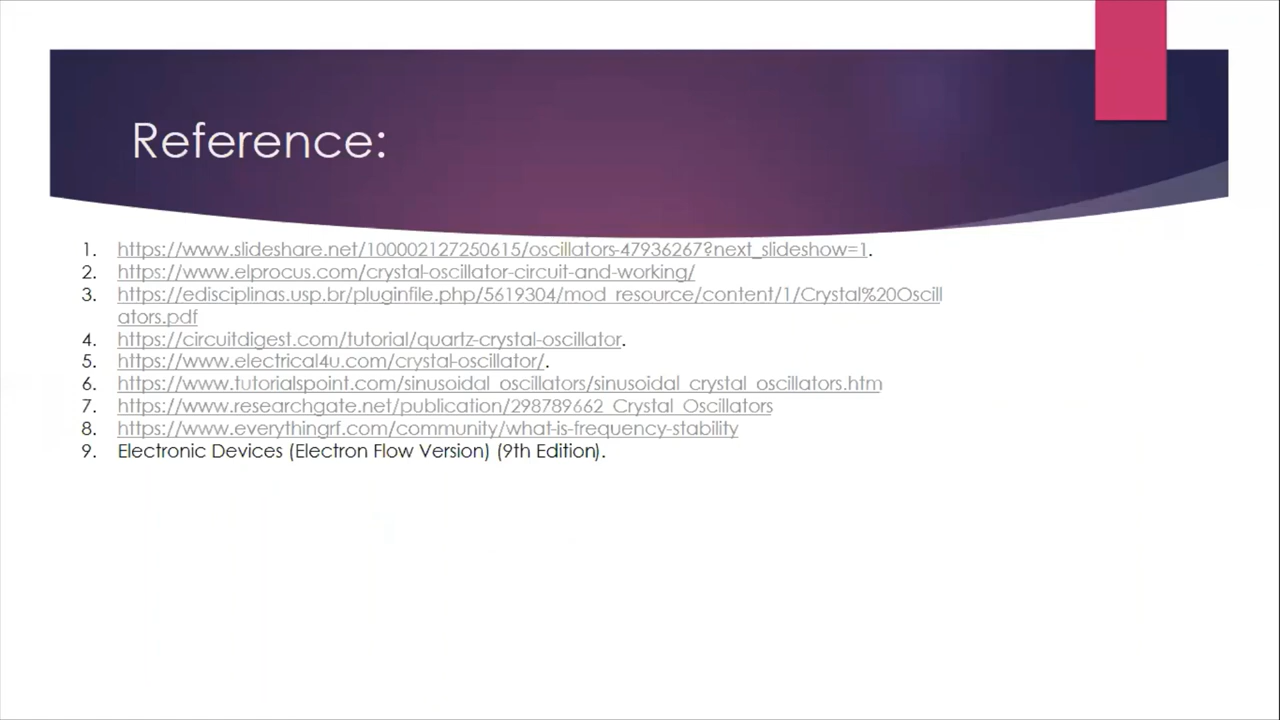 Reference:
1. https://www.slideshare.net/100002127250615/oscillators-47936267?next_slideshow=1.
2. https://www.elprocus.com/crystal-oscillator-circuit-and-working/
3. https://edisciplinas.usp.br/pluginfile.php/5619304/mod_resource/content/1/Crystal%20Oscill
ators.pdf
4. https://circuitdigest.com/tutorial/quartz-crystal-oscillator.
5. https://www.electrical4u.com/crystal-oscillator/.
6. https://www.tutorialspoint.com/sinusoidal_oscillators/sinusoidal_crystal_oscillators.htm
7. https://www.researchgate.net/publication/298789662_Crystal_Oscillators
8. https://www.everythingrf.com/community/what-is-frequency-stability
9. Electronic Devices (Electron Flow Version) (9th Edition).